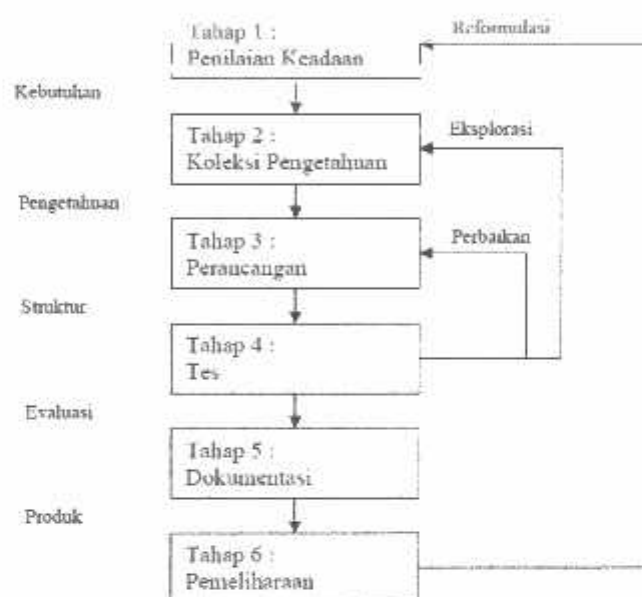 Tahap 1 :
Penilaian Keadaan
Reformulasi
Kebutuhan
Tahap 2 :
Koleksi Pengetahuan
Eksplorasi
Pengetahuan
Tahap 3 :
Perancangan
Perbaikan
Struktur
Tahap 4 :
Tes
Evaluasi
Tahap 5 :
Dokumentasi
Produk
Tahap 6 :
Pemeliharaan